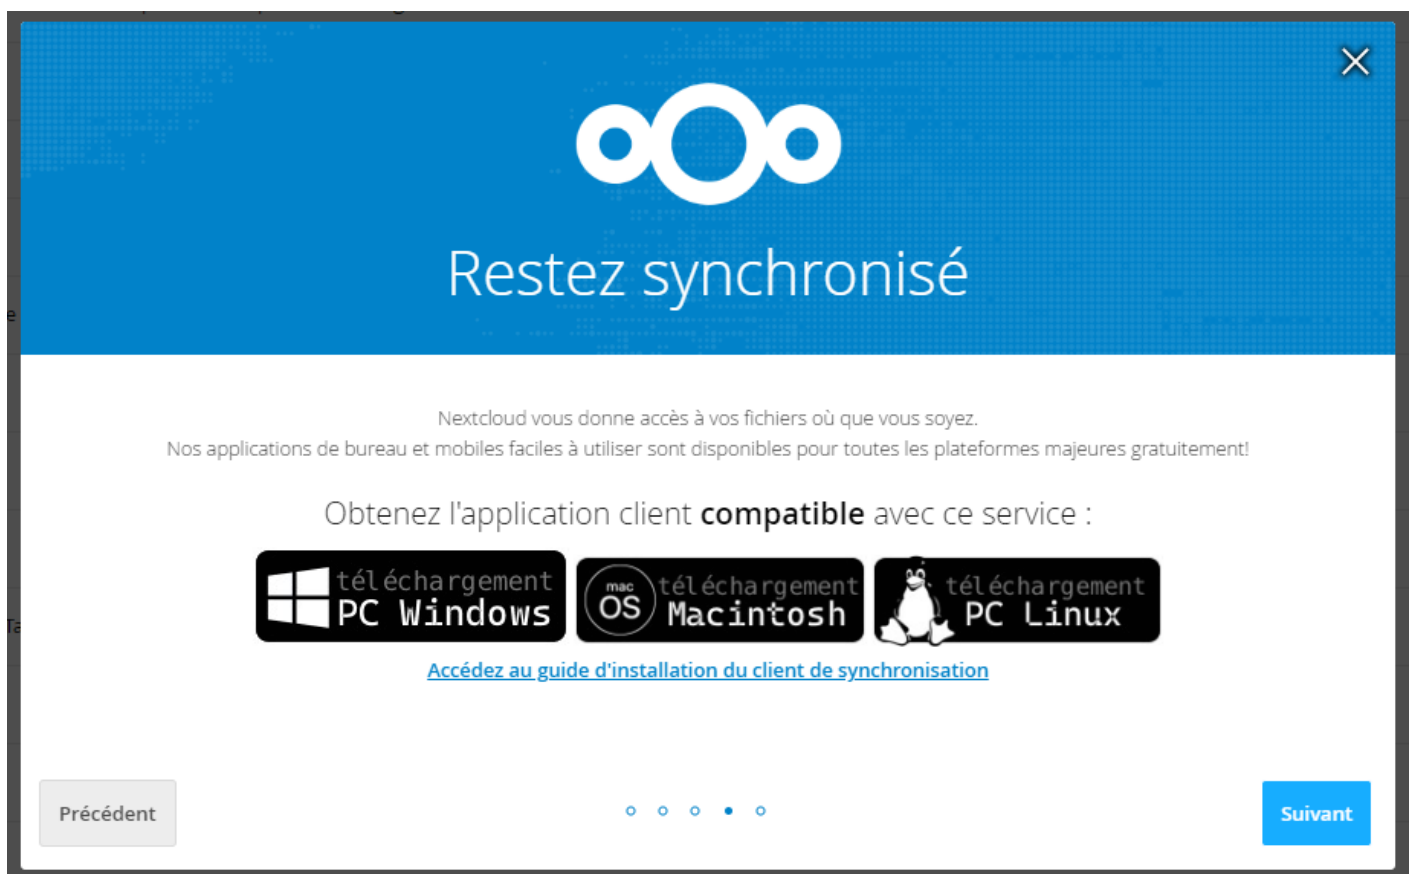 Restez synchronisé
Nextcloud vous donne accès à vos fichiers où que vous soyez.
Nos applications de bureau et mobiles faciles à utiliser sont disponibles pour toutes les plateformes majeures gratuitement!
Obtenez l'application client compatible avec ce service :
téléchargement
PC Windows
mac
OS
téléchargement
Macintosh
téléchargement
PC Linux
Accédez au guide d'installation du client de synchronisation
Précédent
Suivant